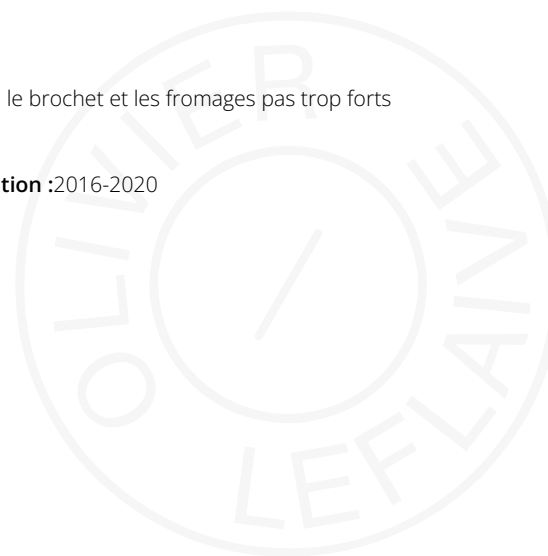 le brochet et les fromages pas trop forts
tion :2016-2020
OLIVIER
LEFLAIVE